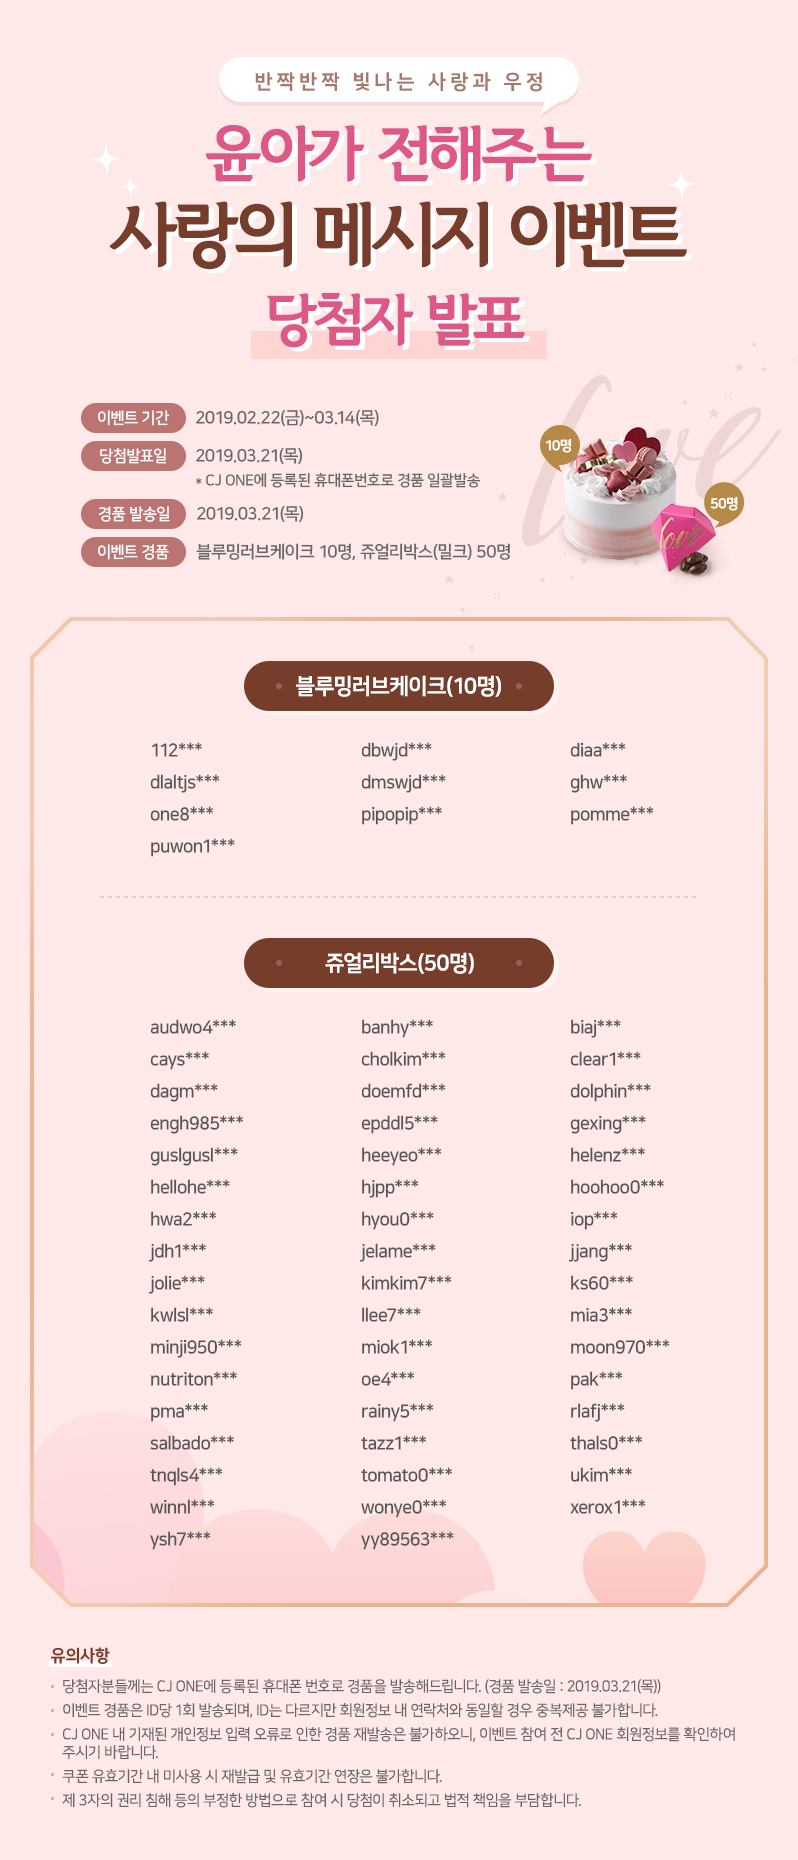 반짝반짝 빛나는 사랑과 우정
윤아가 전해주는
사랑의 메시지 이벤트
당첨자 발표
love
이벤트 기간 2019.02.22(금)~03.14(목)
당첨발표일 2019.03.21(목)
* CJ ONE에 등록된 휴대폰번호로 경품 일괄발송
경품 발송일 2019.03.21(목)
이벤트 경품 블루밍러브케이크 10명, 쥬얼리박스(밀크) 50명
10명
50명
love
블루밍러브케이크(10명)
112*** dbwjd*** diaa***
dlaltjs*** dmswjd*** ghw***
one8*** pipopip*** pomme***
puwon1***
쥬얼리박스(50명)
audwo4*** banhy*** biaj***
cays*** cholkim*** clear1***
dagm*** doemfd*** dolphin***
engh985*** epddl5*** gexing***
guslgusl*** heeyeo*** helenz***
hellohe*** hjpp*** hoohoo0***
hwa2*** hyou0*** iop***
jdh1*** jelame*** jjang***
jolie*** kimkim7*** ks60***
kwlsl*** llee7*** mia3***
minji950*** miok1*** moon970***
nutriton*** oe4*** pak***
pma*** rainy5*** rlafj***
salbado*** tazz1*** thals0***
tnqls4*** tomato0*** ukim***
winnl*** wonye0*** xerox1***
ysh7*** yy89563***
유의사항
당첨자분들께는 CJ ONE에 등록된 휴대폰 번호로 경품을 발송해드립니다. (경품 발송일 : 2019.03.21(목))
이벤트 경품은 ID당 1회 발송되며, ID는 다르지만 회원정보 내 연락처와 동일할 경우 중복제공 불가합니다.
CJ ONE 내 기재된 개인정보 입력 오류로 인한 경품 재발송은 불가하오니, 이벤트 참여 전 CJ ONE 회원정보를 확인하여
주시기 바랍니다.
쿠폰 유효기간 내 미사용 시 재발급 및 유효기간 연장은 불가합니다.
제 3자의 권리 침해 등의 부정한 방법으로 참여 시 당첨이 취소되고 법적 책임을 부담합니다.